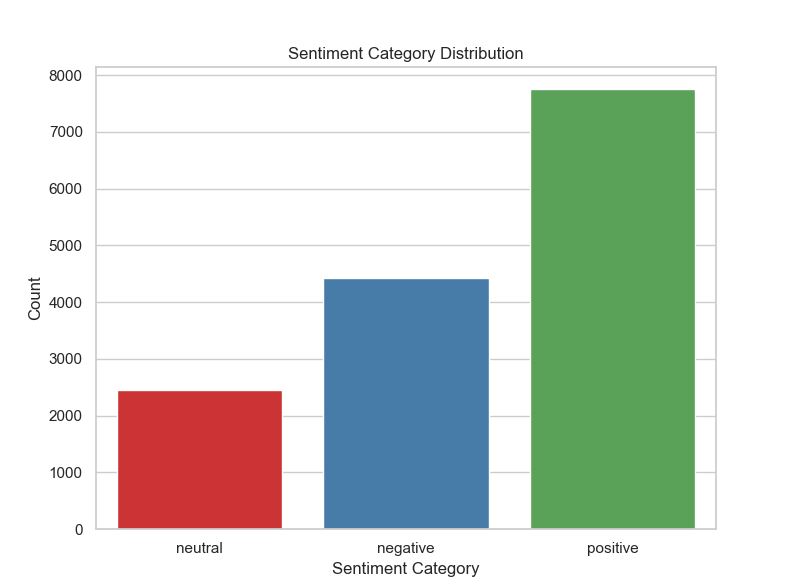 Sentiment Category Distribution
8000
7000
6000
5000
4000
3000
2000
1000
0
Count
neutral negative positive
Sentiment Category